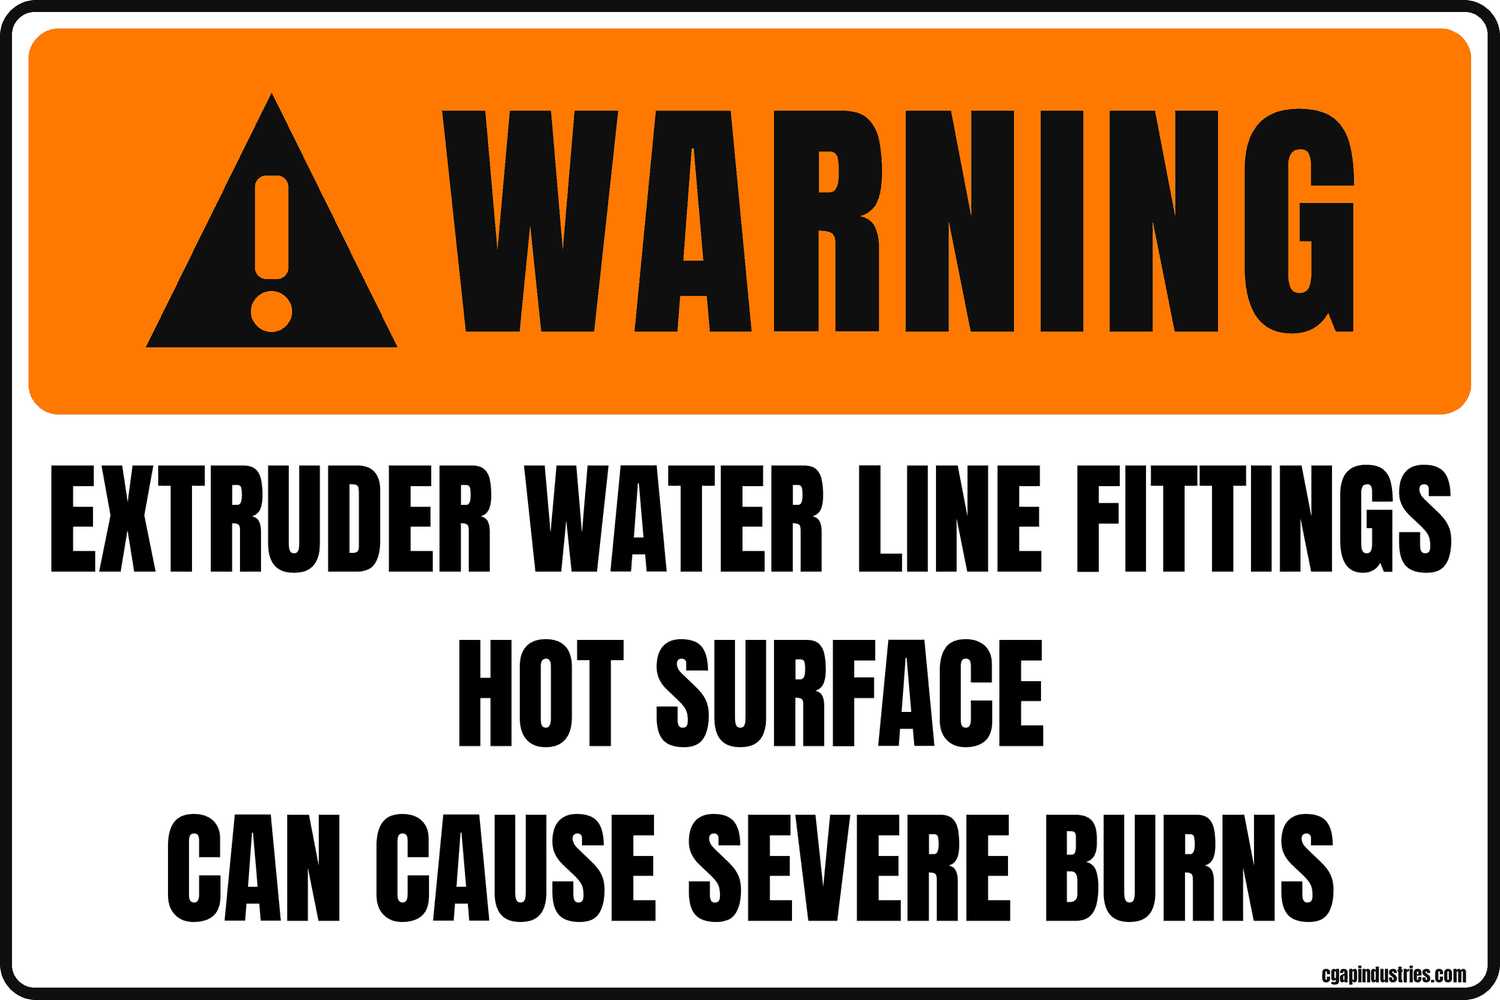 WARNING
EXTRUDER WATER LINE FITTINGS
HOT SURFACE
CAN CAUSE SEVERE BURNS
cgapindustries.com